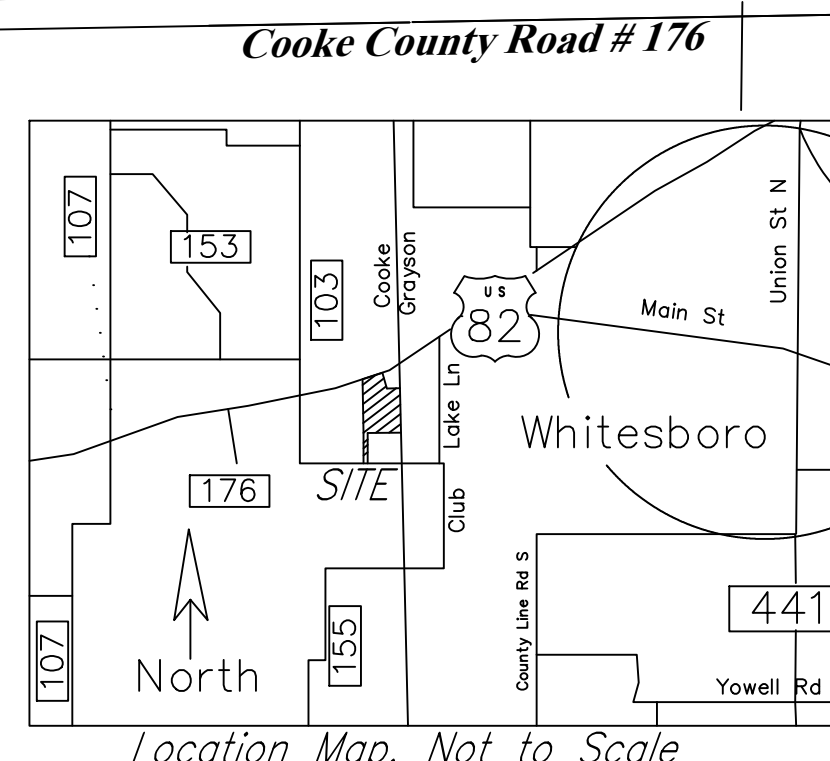 Cooke County Road # 176
107
153
103
Cooke
Grayson
US
82
Main St
Union St N
Lake Ln
Whitesboro
176
SITE
Club
County Line Rd S
441
107
North
155
Yowell Rd
Location Map, Not to Scale